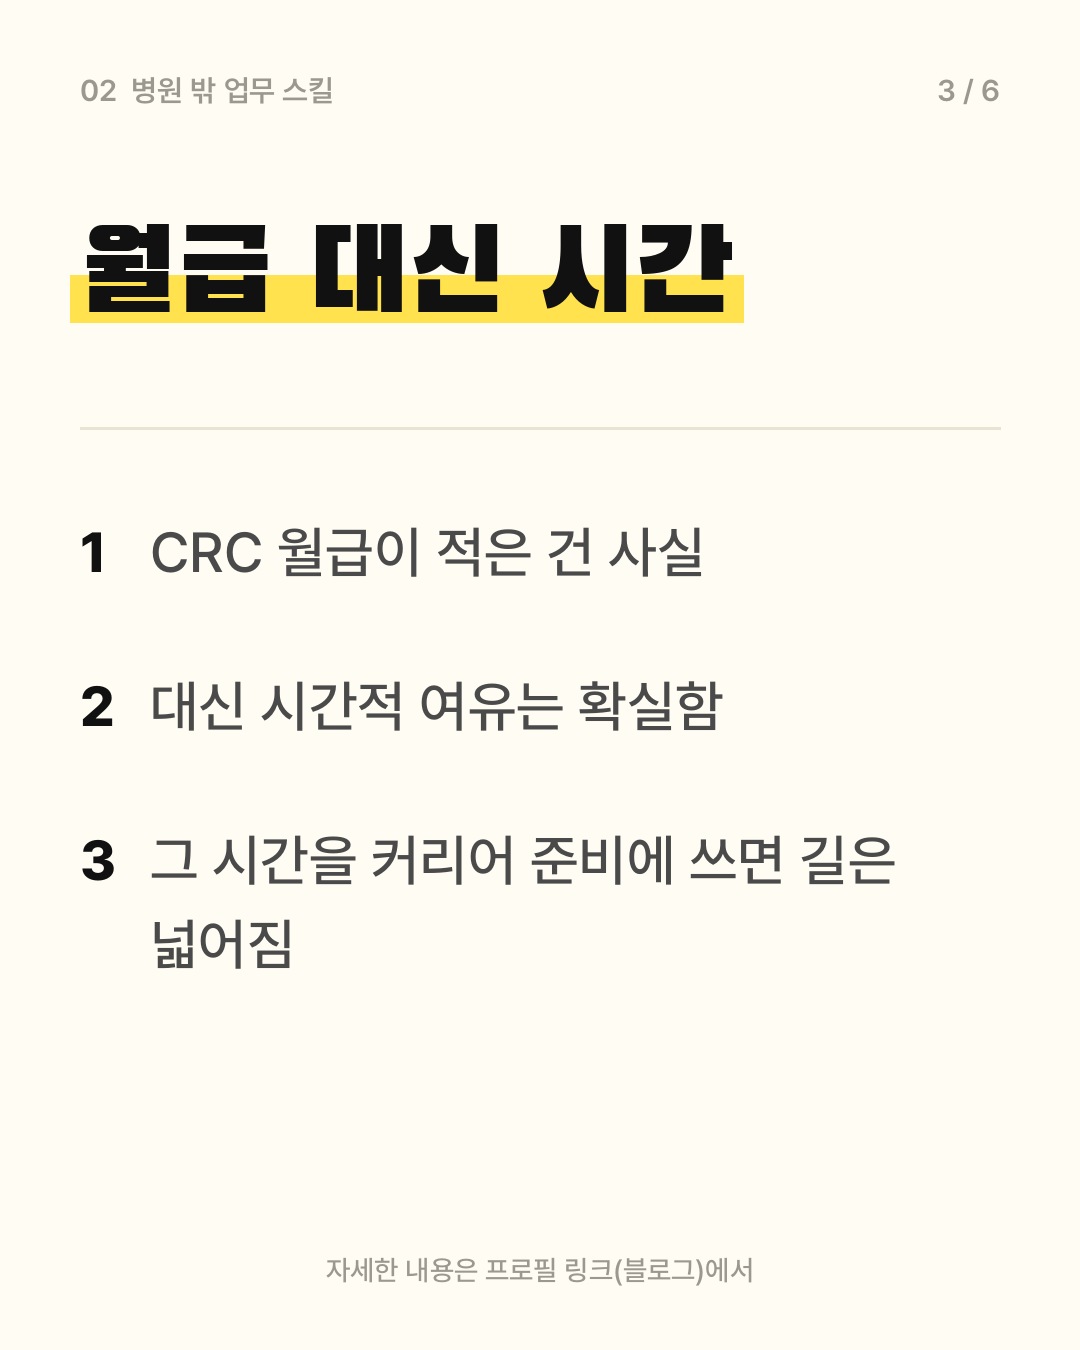 02 병원 밖 업무 스킬
3 / 6
월급 대신 시간
1 CRC 월급이 적은 건 사실
2 대신 시간적 여유는 확실함
3 그 시간을 커리어 준비에 쓰면 길은
넓어짐
자세한 내용은 프로필 링크(블로그)에서